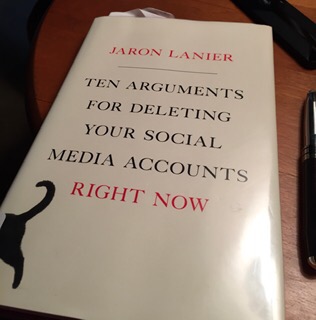 JARON LANIER
TEN ARGUMENTS
FOR DELETING
YOUR SOCIAL
MEDIA ACCOUNTS
RIGHT NOW